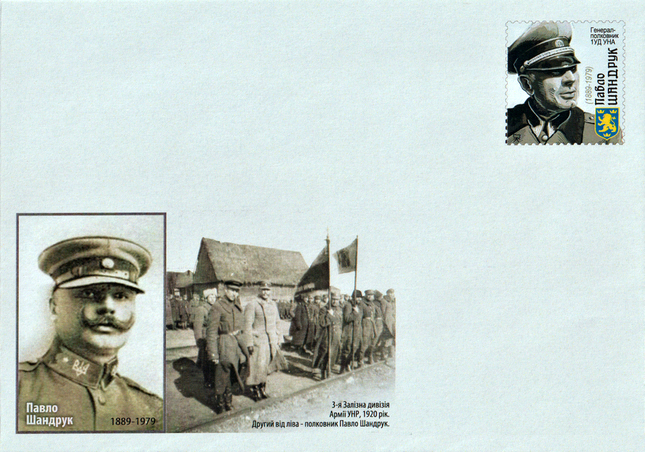 Генерал-
полковник
1УД УНА
Павло
ШАНДРУК
(1889-1979)
Павло
Шандрук
1889-1979
3-я Залізна дивізія
Армії УНР, 1920 рік.
Другий від ліва - полковник Павло Шандрук.